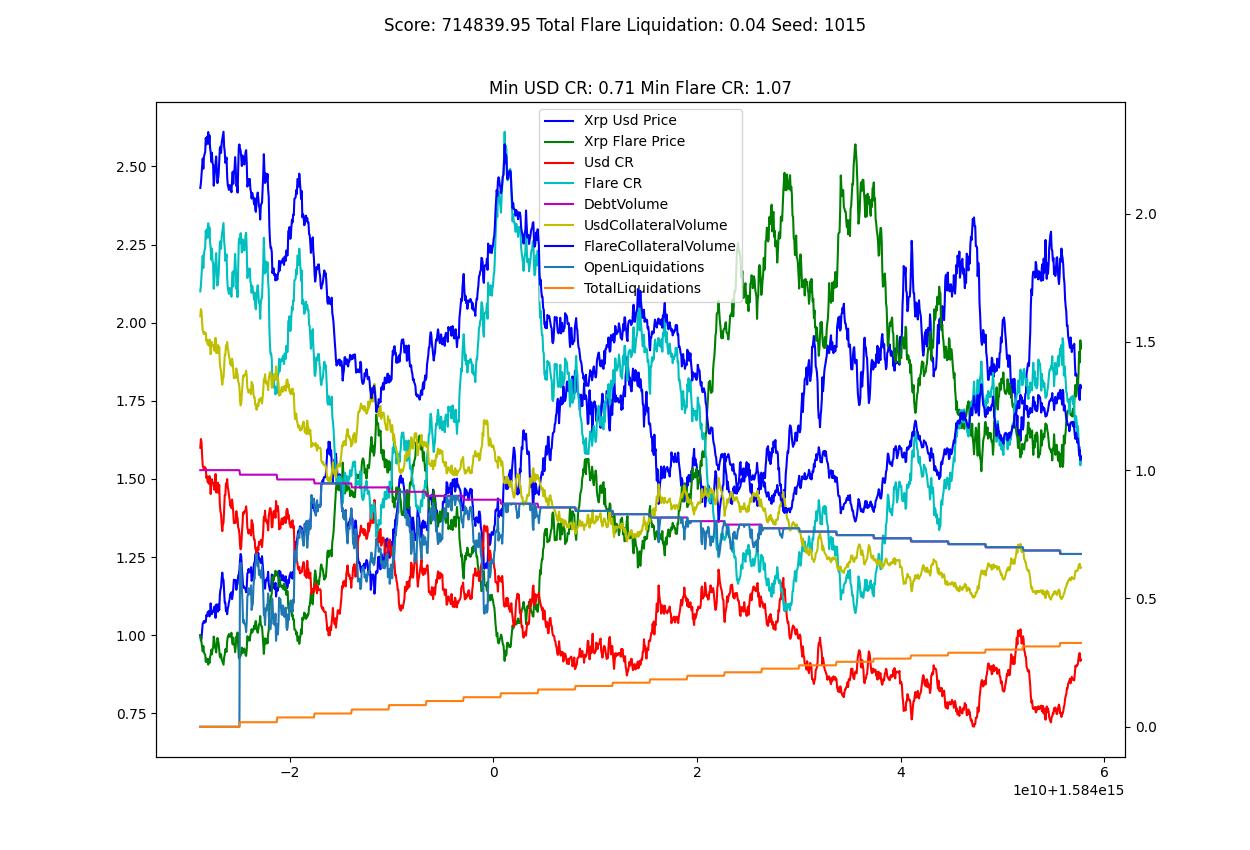 Score: 714839.95 Total Flare Liquidation: 0.04 Seed: 1015
Min USD CR: 0.71 Min Flare CR: 1.07
Xrp Usd Price
Xrp Flare Price
Usd CR
Flare CR
DebtVolume
UsdCollateralVolume
FlareCollateralVolume
OpenLiquidations
TotalLiquidations
2.50
2.25
2.00
1.75
1.50
1.25
1.00
0.75
2.0
1.5
1.0
0.5
0.0
−2 0 2 4 6
1e10+1.584e15